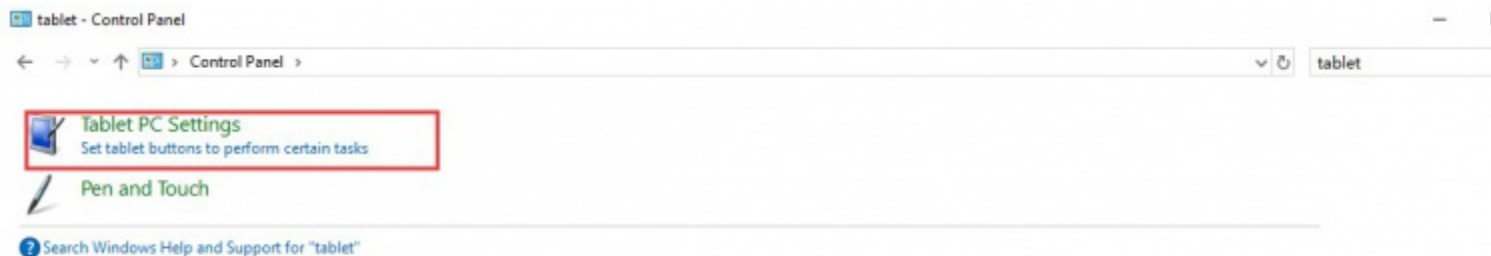 tablet - Control Panel
Control Panel
tablet
Tablet PC Settings
Set tablet buttons to perform certain tasks
Pen and Touch
Search Windows Help and Support for "tablet"